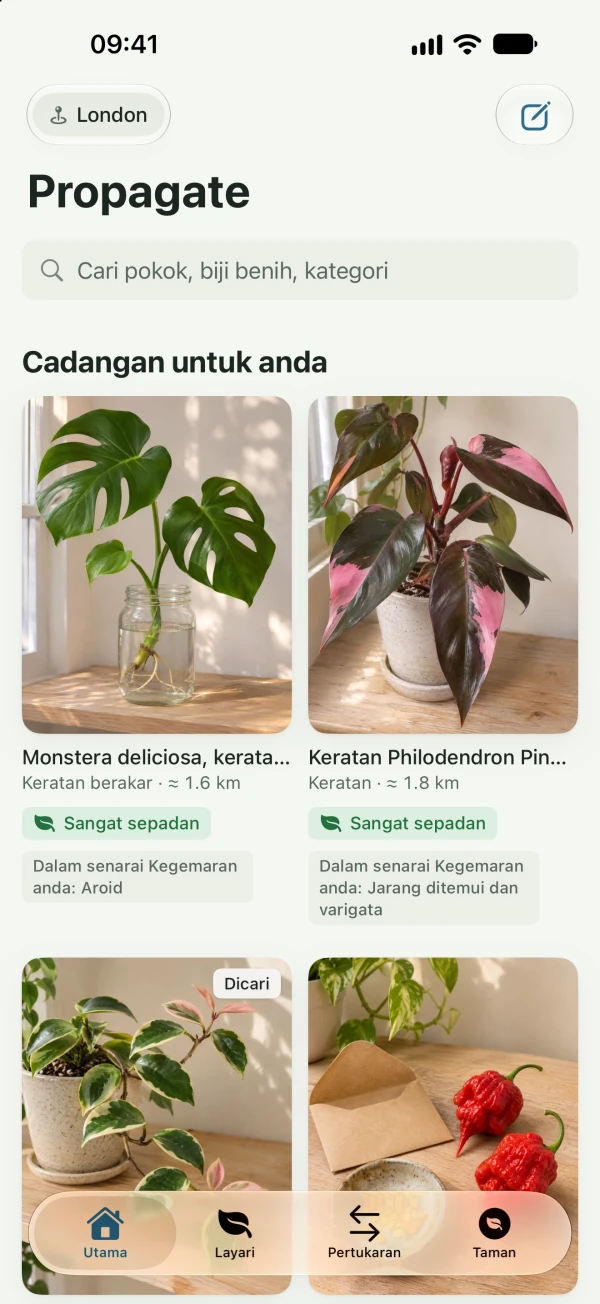 09:41
London
Propagate
Cari pokok, biji benih, kategori
Cadangan untuk anda
Monstera deliciosa, kerata...
Keratan berakar · ≈ 1.6 km
Sangat sepadan
Dalam senarai Kegemaran
anda: Aroid
Keratan Philodendron Pin...
Keratan · ≈ 1.8 km
Sangat sepadan
Dalam senarai Kegemaran
anda: Jarang ditemui dan
varigata
Dicari
Utama
Layari
Pertukaran
Taman